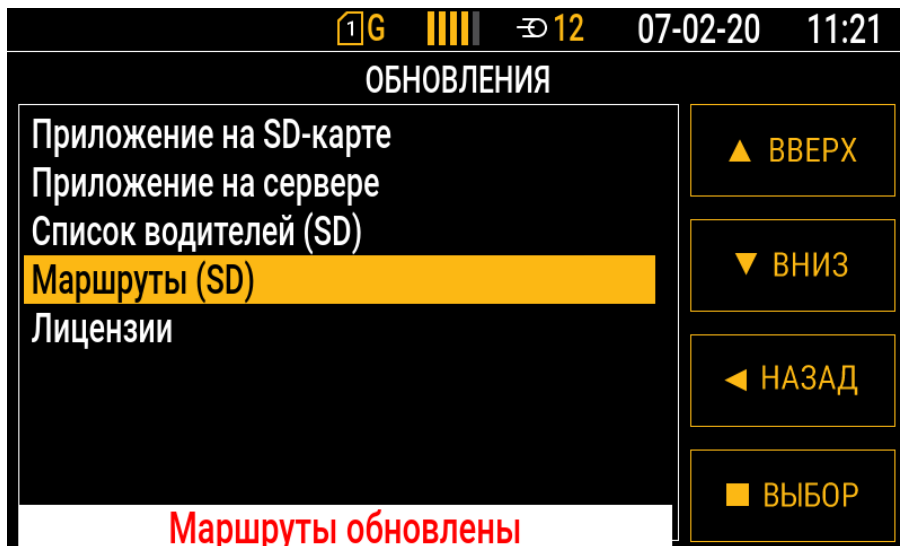 1 G 12 07-02-20 11:21
ОБНОВЛЕНИЯ
Приложение на SD-карте
Приложение на сервере
Список водителей (SD)
Маршруты (SD)
Лицензии
▲ ВВЕРХ
▼ ВНИЗ
◀ НАЗАД
■ ВЫБОР
Маршруты обновлены